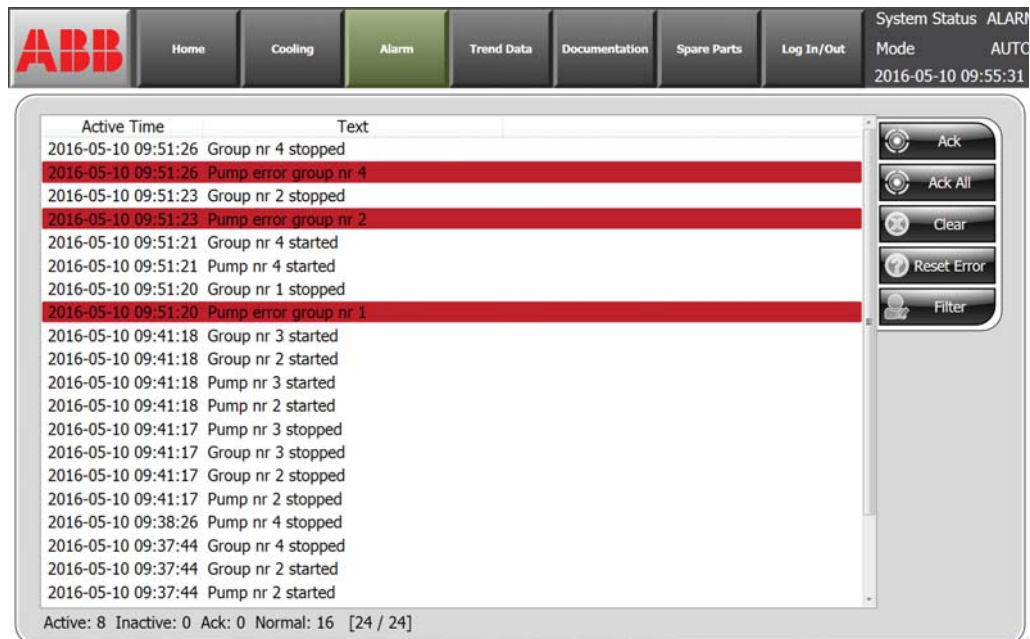 ABB
Home
Cooling
Alarm
Trend Data
Documentation
Spare Parts
Log In/Out
System Status ALARM
Mode AUTO
2016-05-10 09:55:31
Active Time Text
2016-05-10 09:51:26 Group nr 4 stopped
2016-05-10 09:51:26 Pump error group nr 4
2016-05-10 09:51:23 Group nr 2 stopped
2016-05-10 09:51:23 Pump error group nr 2
2016-05-10 09:51:21 Group nr 4 started
2016-05-10 09:51:21 Pump nr 4 started
2016-05-10 09:51:20 Group nr 1 stopped
2016-05-10 09:51:20 Pump error group nr 1
2016-05-10 09:41:18 Group nr 3 started
2016-05-10 09:41:18 Group nr 2 started
2016-05-10 09:41:18 Pump nr 3 started
2016-05-10 09:41:18 Pump nr 2 started
2016-05-10 09:41:17 Pump nr 3 stopped
2016-05-10 09:41:17 Group nr 3 stopped
2016-05-10 09:41:17 Group nr 2 stopped
2016-05-10 09:41:17 Pump nr 2 stopped
2016-05-10 09:38:26 Pump nr 4 stopped
2016-05-10 09:37:44 Group nr 4 stopped
2016-05-10 09:37:44 Group nr 2 started
2016-05-10 09:37:44 Pump nr 2 started
Active: 8 Inactive: 0 Ack: 0 Normal: 16 [24 / 24]
Ack
Ack All
Clear
Reset Error
Filter